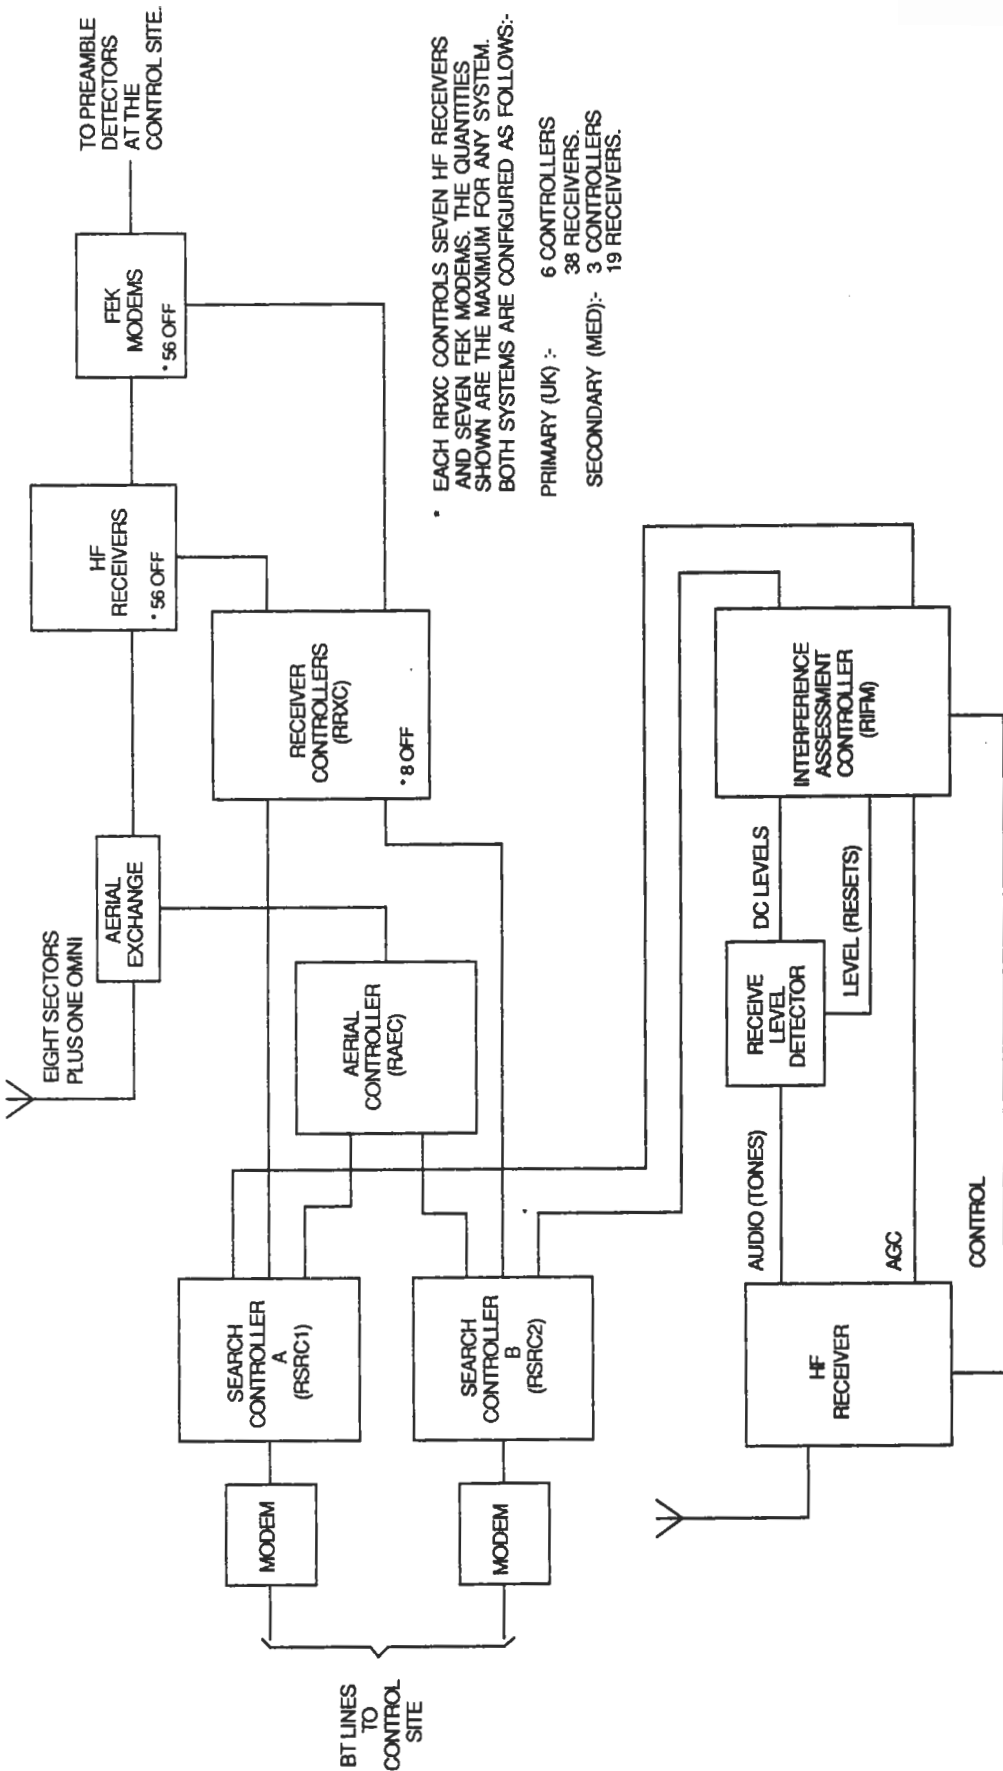 EIGHT SECTORS
PLUS ONE OMNI
AERIAL
EXCHANGE
HF
RECEIVERS
* 56 OFF
FEK
MODEMS
* 56 OFF
TO PREAMBLE
DETECTORS
AT THE
CONTROL SITE.
BT LINES
TO
CONTROL
SITE
MODEM
MODEM
SEARCH
CONTROLLER
A
(RSRC1)
SEARCH
CONTROLLER
B
(RSRC2)
AERIAL
CONTROLLER
(RAEC)
RECEIVER
CONTROLLERS
(RRXC)
* 8 OFF
* EACH RRXC CONTROLS SEVEN HF RECEIVERS
AND SEVEN FEK MODEMS. THE QUANTITIES
SHOWN ARE THE MAXIMUM FOR ANY SYSTEM.
BOTH SYSTEMS ARE CONFIGURED AS FOLLOWS:-
PRIMARY (UK) :- 6 CONTROLLERS
38 RECEIVERS.
SECONDARY (MED):- 3 CONTROLLERS
19 RECEIVERS.
HF
RECEIVER
AUDIO (TONES)
AGC
CONTROL
RECEIVE
LEVEL
DETECTOR
DC LEVELS
LEVEL (RESETS)
INTERFERENCE
ASSESSMENT
CONTROLLER
(RIFM)